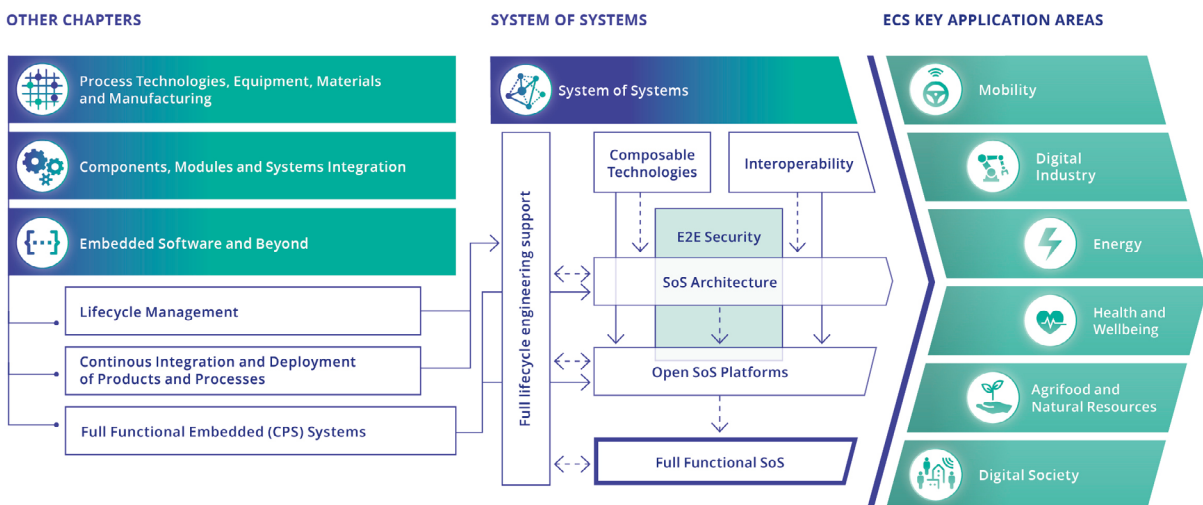 OTHER CHAPTERS
Process Technologies, Equipment, Materials
and Manufacturing
Components, Modules and Systems Integration
Embedded Software and Beyond
Lifecycle Management
Continous Integration and Deployment
of Products and Processes
Full Functional Embedded (CPS) Systems
SYSTEM OF SYSTEMS
System of Systems
Full lifecycle engineering support
Composable
Technologies
Interoperability
E2E Security
SoS Architecture
Open SoS Platforms
Full Functional SoS
ECS KEY APPLICATION AREAS
Mobility
Digital
Industry
Energy
Health and
Wellbeing
Agrifood and
Natural Resources
Digital Society